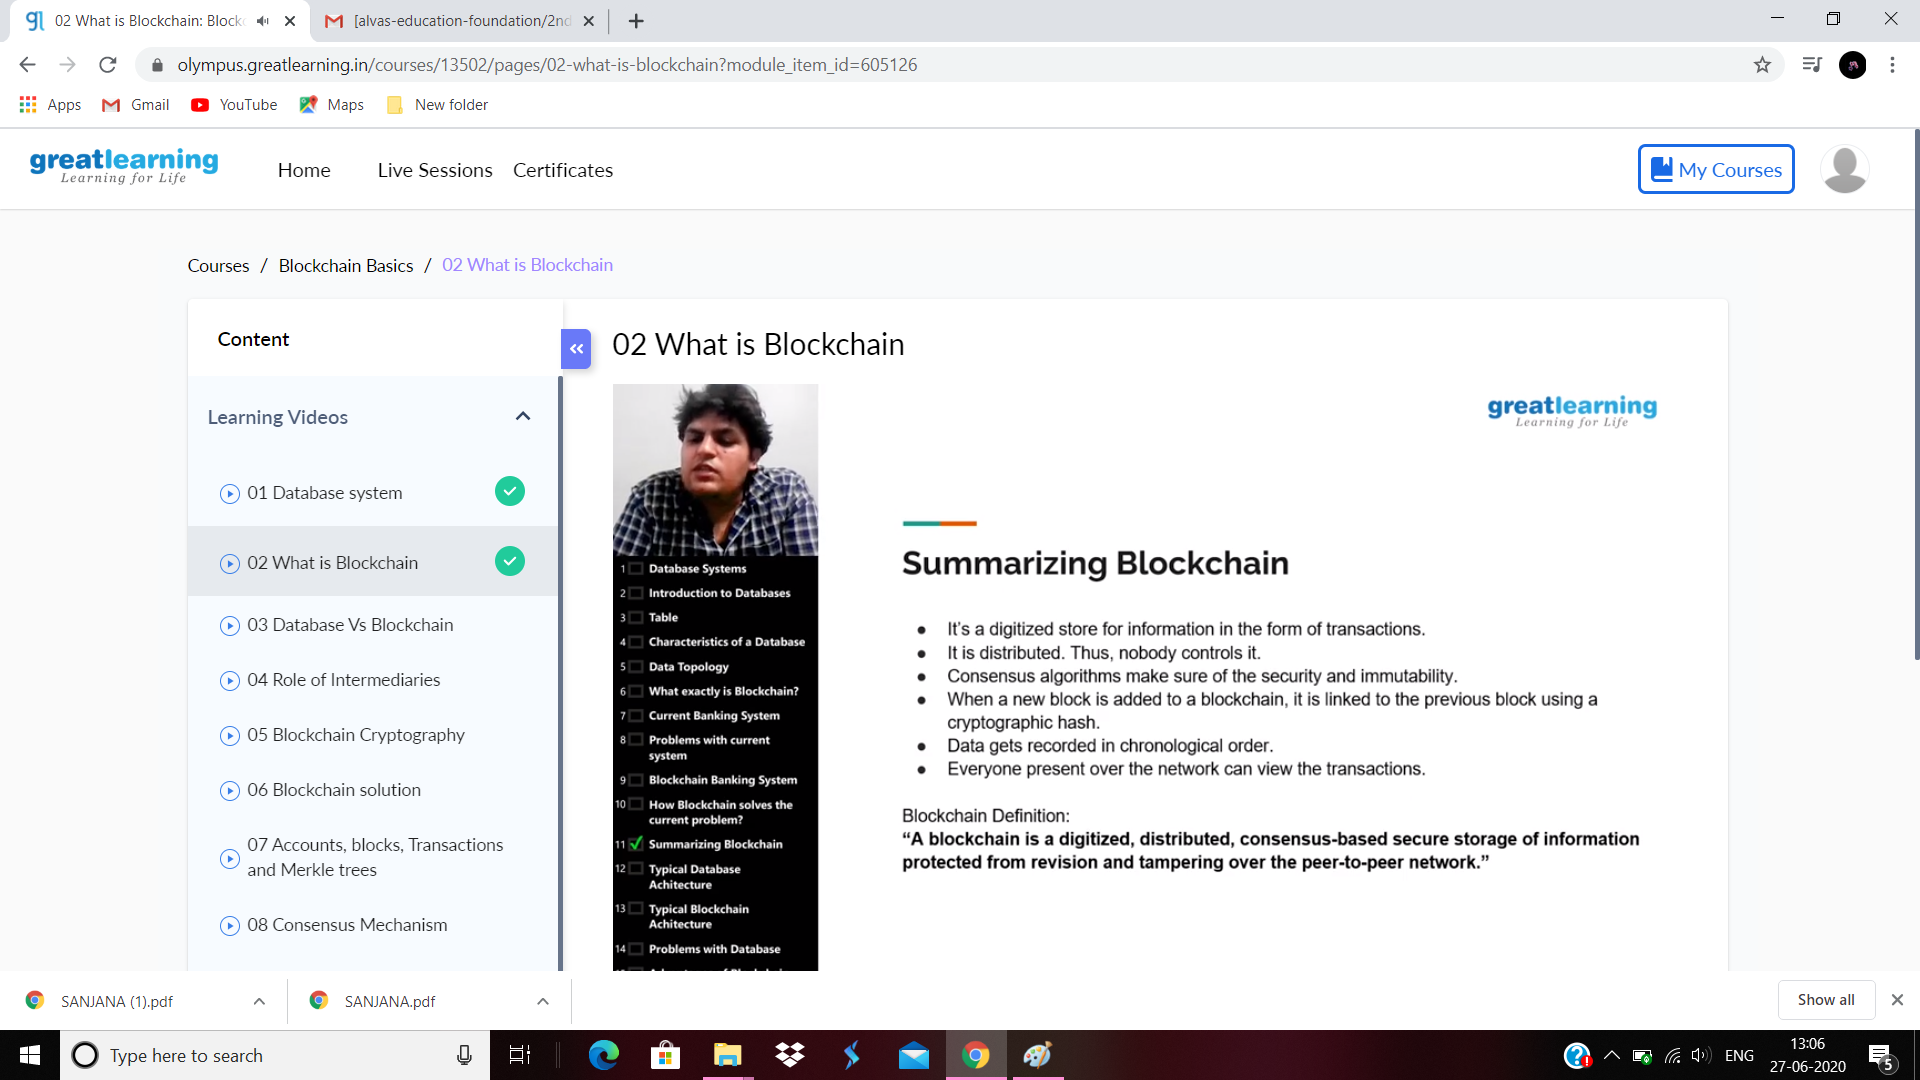 02 What is Blockchain: Block
[alvas-education-foundation/2nd
olympus.greatlearning.in/courses/13502/pages/02-what-is-blockchain?module_item_id=605126
Apps
Gmail
YouTube
Maps
New folder
greatlearning
Learning for Life
Home
Live Sessions
Certificates
My Courses
Courses / Blockchain Basics / 02 What is Blockchain
Content
Learning Videos
01 Database system
02 What is Blockchain
03 Database Vs Blockchain
04 Role of Intermediaries
05 Blockchain Cryptography
06 Blockchain solution
07 Accounts, blocks, Transactions
and Merkle trees
08 Consensus Mechanism
02 What is Blockchain
1 Database Systems
2 Introduction to Databases
3 Table
4 Characteristics of a Database
5 Data Topology
6 What exactly is Blockchain?
7 Current Banking System
8 Problems with current
system
9 Blockchain Banking System
10 How Blockchain solves the
current problem?
11 Summarizing Blockchain
12 Typical Database
Achitecture
13 Typical Blockchain
Achitecture
14 Problems with Database
greatlearning
Learning for Life
Summarizing Blockchain
● It's a digitized store for information in the form of transactions.
● It is distributed. Thus, nobody controls it.
● Consensus algorithms make sure of the security and immutability.
● When a new block is added to a blockchain, it is linked to the previous block using a
cryptographic hash.
● Data gets recorded in chronological order.
● Everyone present over the network can view the transactions.
Blockchain Definition:
“A blockchain is a digitized, distributed, consensus-based secure storage of information
protected from revision and tampering over the peer-to-peer network.”
SANJANA (1).pdf
SANJANA.pdf
Show all
Type here to search
ENG
13:06
27-06-2020
5